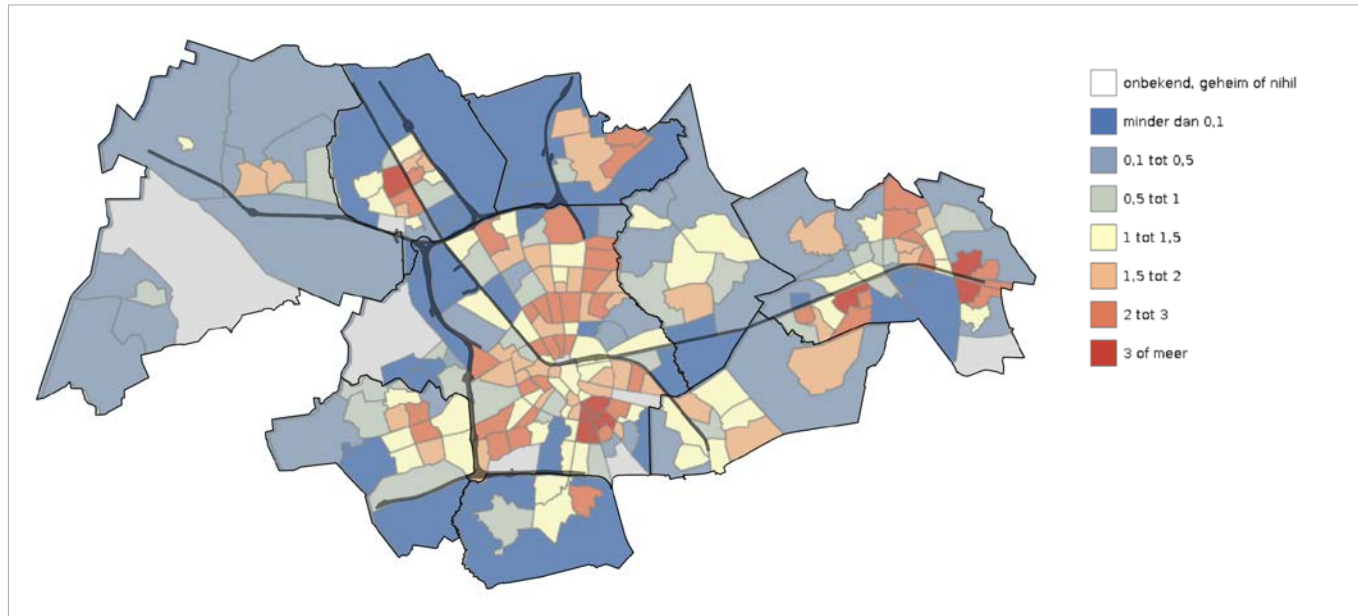 onbekend, geheim of nihil
minder dan 0,1
0,1 tot 0,5
0,5 tot 1
1 tot 1,5
1,5 tot 2
2 tot 3
3 of meer